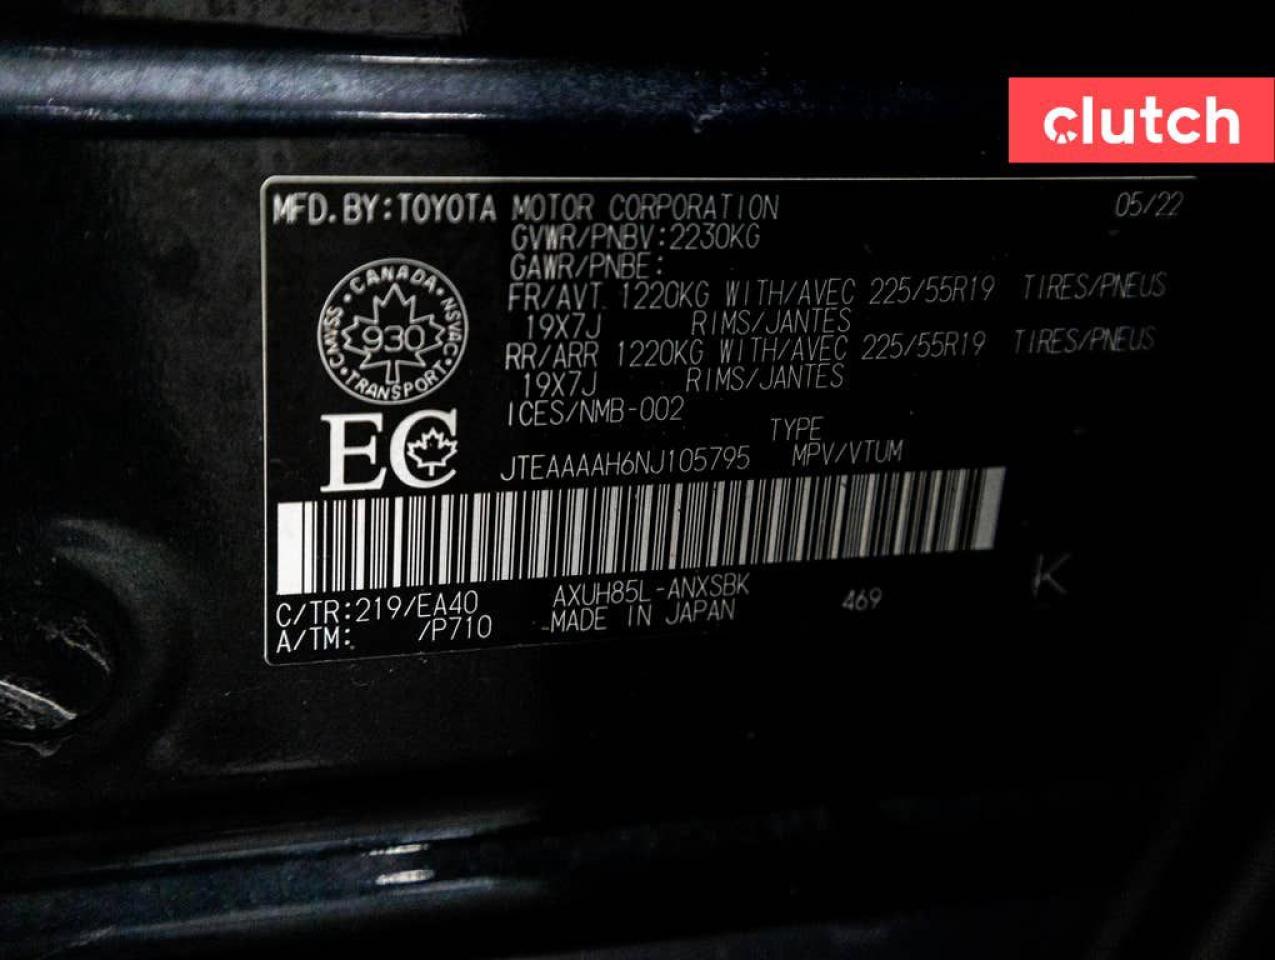 clutch
MFD. BY: TOYOTA MOTOR CORPORATION 05/22
GVWR/PNBV: 2230KG
GAWR/PNBE:
FR/AVT 1220KG WITH/AVEC 225/55R19 TIRES/PNEUS
19X7J RIMS/JANTES
RR/ARR 1220KG WITH/AVEC 225/55R19 TIRES/PNEUS
19X7J RIMS/JANTES
ICES/NMB-002
CANADA · NSVAC · TRANSPORT · CMVSS
930
EC
TYPE
JTEAAAAH6NJ105795 MPV/VTUM
C/TR: 219/EA40 AXUH85L-ANXSBK 469 K
A/TM: /P710 MADE IN JAPAN